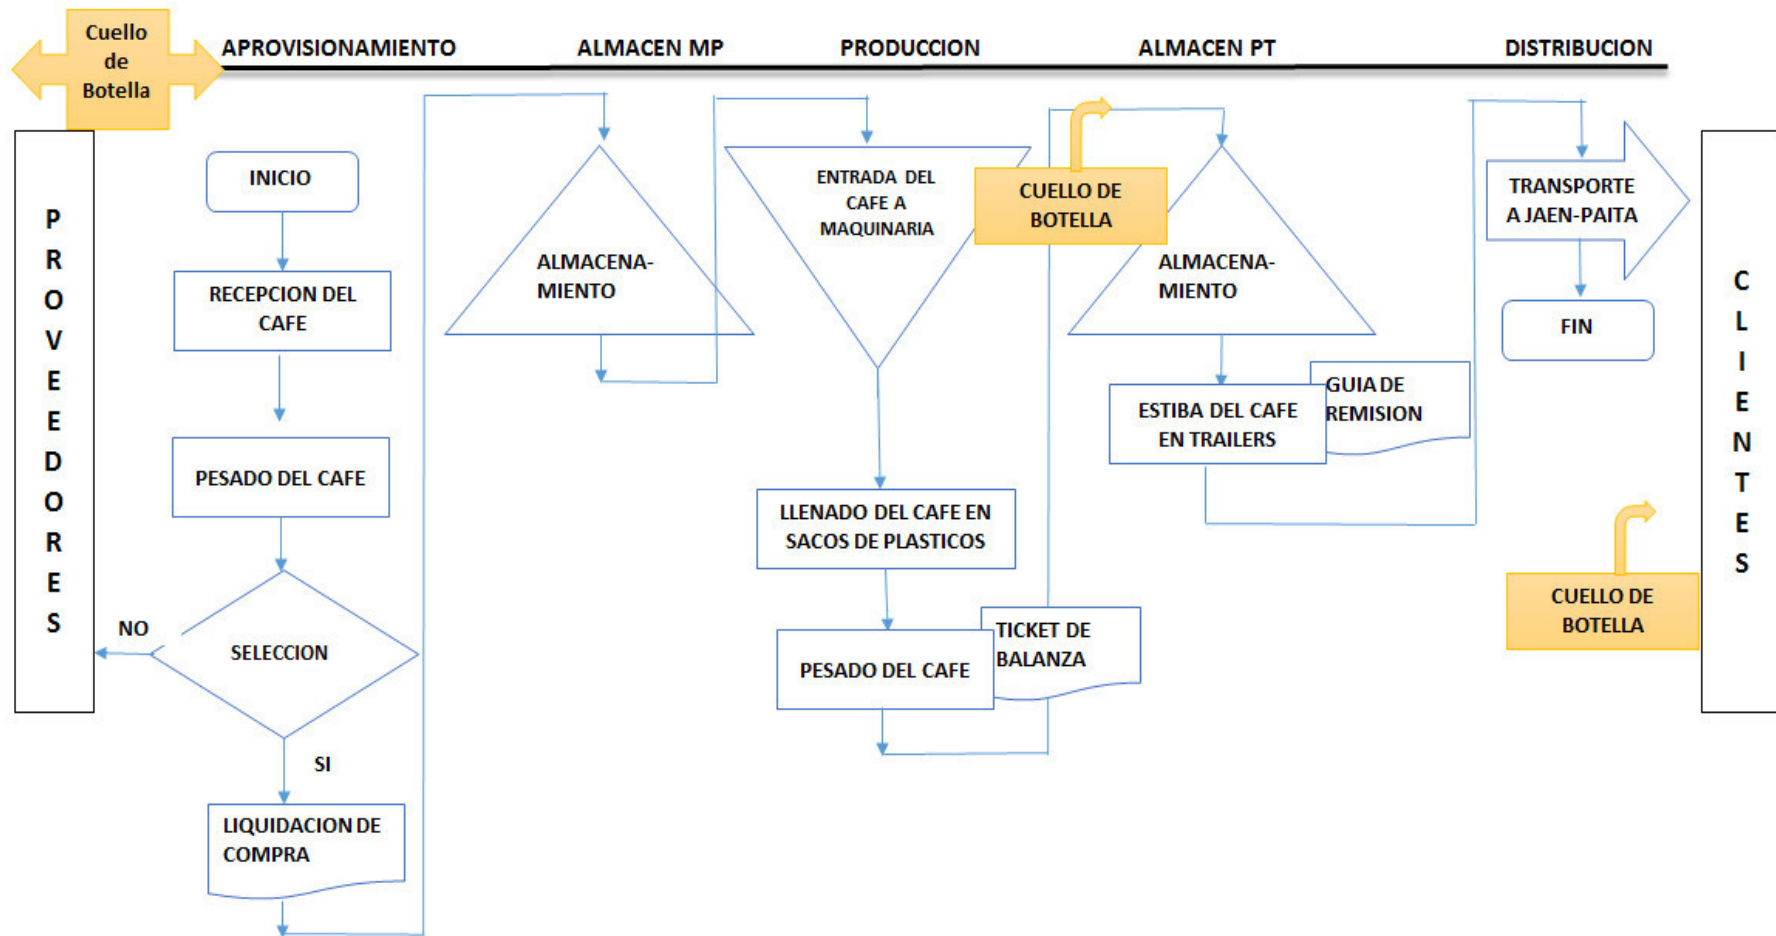 Cuello
de
Botella
APROVISIONAMIENTO
ALMACEN MP
PRODUCCION
ALMACEN PT
DISTRIBUCION
PROVEEDORES
INICIO
RECEPCION DEL
CAFE
PESADO DEL CAFE
SELECCION
NO
SI
LIQUIDACION DE
COMPRA
ALMACENA-
MIENTO
ENTRADA DEL
CAFE A
MAQUINARIA
LLENADO DEL CAFE EN
SACOS DE PLASTICOS
PESADO DEL CAFE
TICKET DE
BALANZA
CUELLO DE
BOTELLA
ALMACENA-
MIENTO
ESTIBA DEL CAFE
EN TRAILERS
GUIA DE
REMISION
TRANSPORTE
A JAEN-PAITA
FIN
CUELLO DE
BOTELLA
CLIENTES